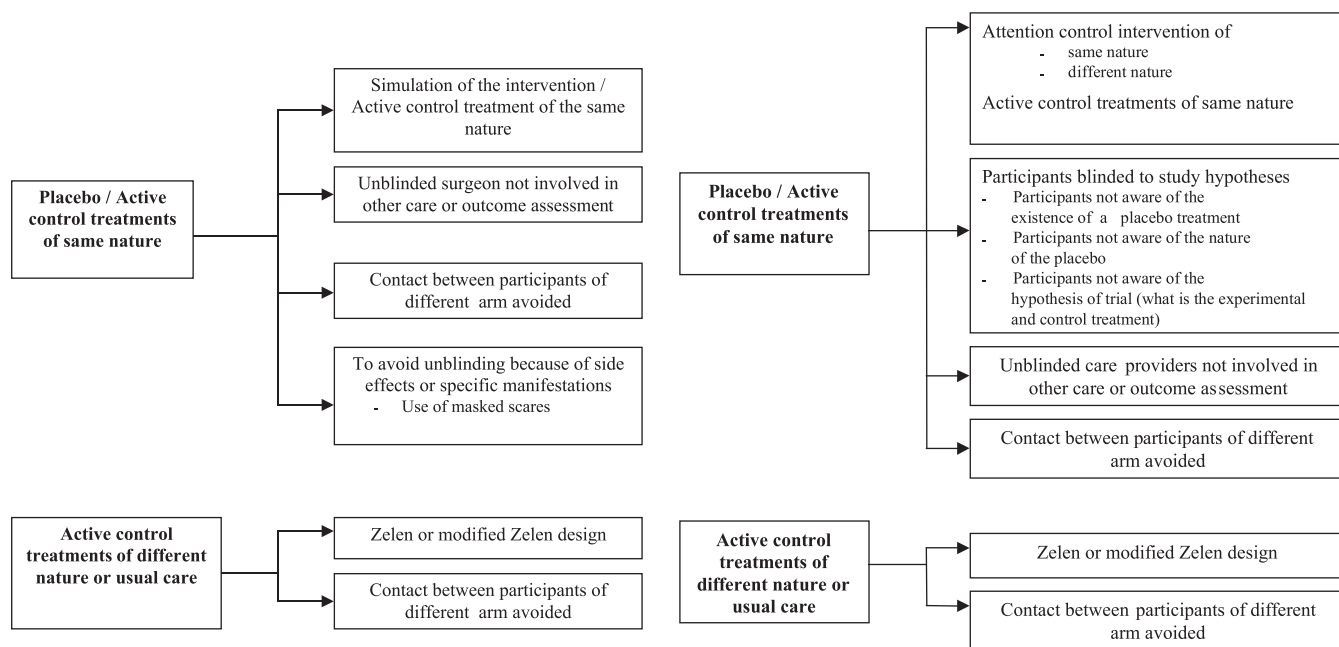 Placebo / Active
control treatments
of same nature
Simulation of the intervention /
Active control treatment of the same
nature
Unblinded surgeon not involved in
other care or outcome assessment
Contact between participants of
different arm avoided
To avoid unblinding because of side
effects or specific manifestations
- Use of masked scares
Active control
treatments of different
nature or usual care
Zelen or modified Zelen design
Contact between participants of
different arm avoided
Placebo / Active
control treatments
of same nature
Attention control intervention of
- same nature
- different nature
Active control treatments of same nature
Participants blinded to study hypotheses
- Participants not aware of the
existence of a placebo treatment
- Participants not aware of the nature
of the placebo
- Participants not aware of the
hypothesis of trial (what is the experimental
and control treatment)
Unblinded care providers not involved in
other care or outcome assessment
Contact between participants of different
arm avoided
Active control
treatments of
different nature or
usual care
Zelen or modified Zelen design
Contact between participants of different
arm avoided